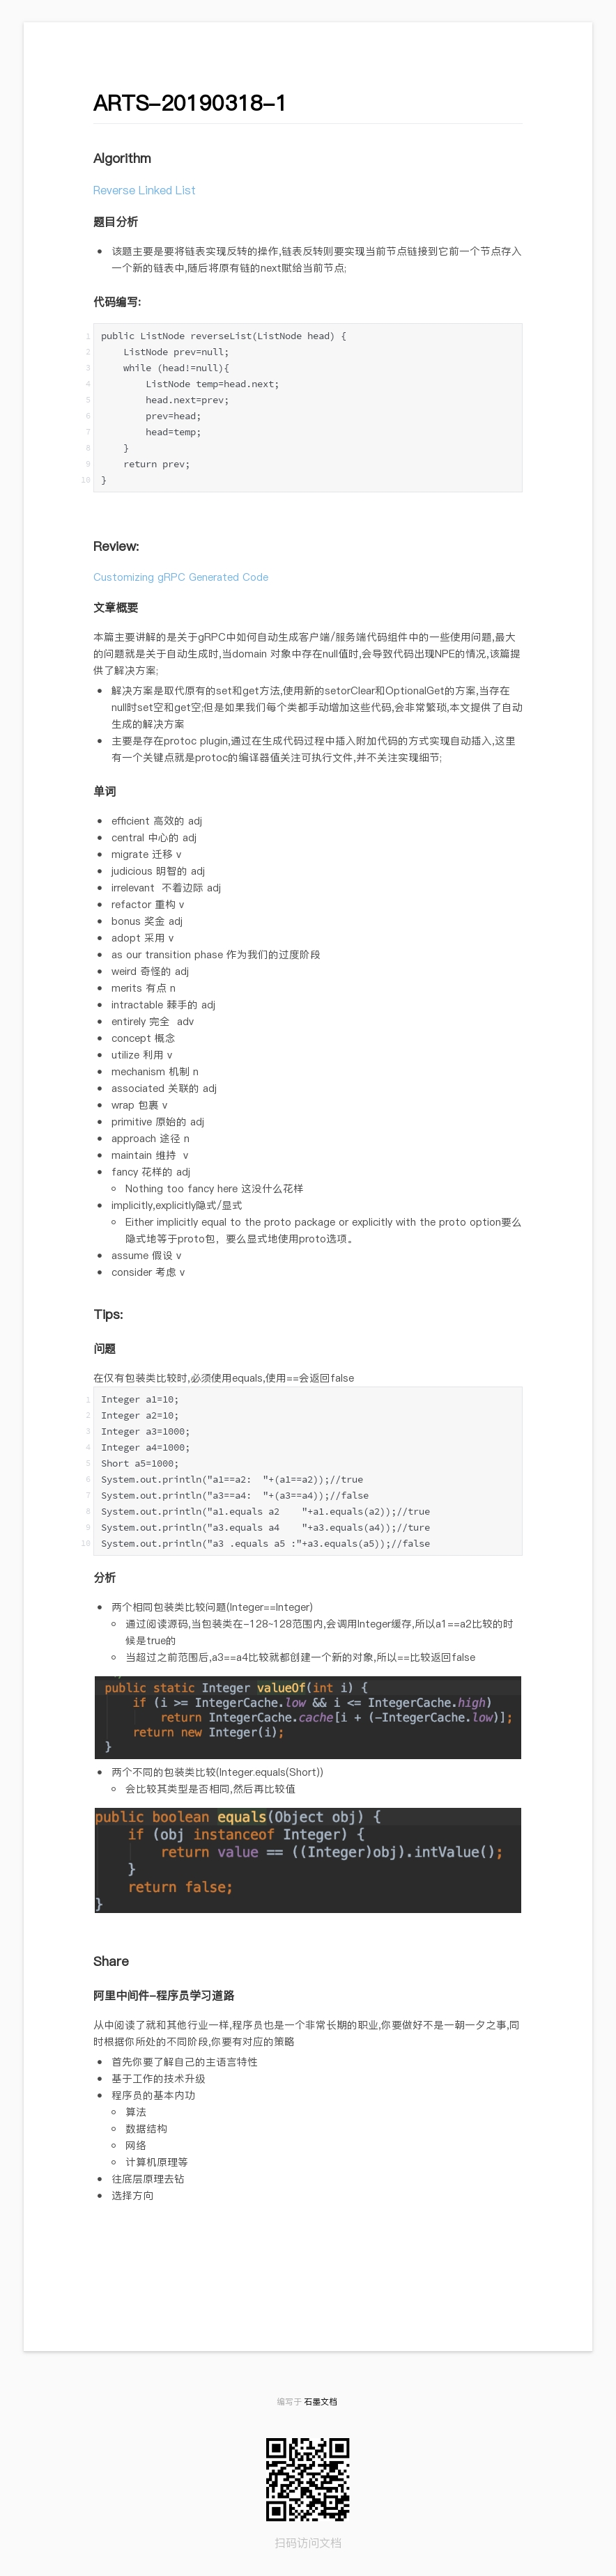 ARTS-20190318-1
Algorithm
Reverse Linked List
题目分析
• 该题主要是要将链表实现反转的操作,链表反转则要实现当前节点链接到它前一个节点存入
一个新的链表中,随后将原有链的next赋给当前节点;
代码编写:
1 public ListNode reverseList(ListNode head) {
2 ListNode prev=null;
3 while (head!=null){
4 ListNode temp=head.next;
5 head.next=prev;
6 prev=head;
7 head=temp;
8 }
9 return prev;
10 }
Review:
Customizing gRPC Generated Code
文章概要
本篇主要讲解的是关于gRPC中如何自动生成客户端/服务端代码组件中的一些使用问题,最大
的问题就是关于自动生成时,当domain 对象中存在null值时,会导致代码出现NPE的情况,该篇提
供了解决方案;
• 解决方案是取代原有的set和get方法,使用新的setorClear和OptionalGet的方案,当存在
null时set空和get空;但是如果我们每个类都手动增加这些代码,会非常繁琐,本文提供了自动
生成的解决方案
• 主要是存在protoc plugin,通过在生成代码过程中插入附加代码的方式实现自动插入,这里
有一个关键点就是protoc的编译器值关注可执行文件,并不关注实现细节;
单词
• efficient 高效的 adj
• central 中心的 adj
• migrate 迁移 v
• judicious 明智的 adj
• irrelevant 不着边际 adj
• refactor 重构 v
• bonus 奖金 adj
• adopt 采用 v
• as our transition phase 作为我们的过度阶段
• weird 奇怪的 adj
• merits 有点 n
• intractable 棘手的 adj
• entirely 完全 adv
• concept 概念
• utilize 利用 v
• mechanism 机制 n
• associated 关联的 adj
• wrap 包裹 v
• primitive 原始的 adj
• approach 途径 n
• maintain 维持 v
• fancy 花样的 adj
◦ Nothing too fancy here 这没什么花样
• implicitly,explicitly隐式/显式
◦ Either implicitly equal to the proto package or explicitly with the proto option要么
隐式地等于proto包，要么显式地使用proto选项。
• assume 假设 v
• consider 考虑 v
Tips:
问题
在仅有包装类比较时,必须使用equals,使用==会返回false
1 Integer a1=10;
2 Integer a2=10;
3 Integer a3=1000;
4 Integer a4=1000;
5 Short a5=1000;
6 System.out.println("a1==a2: "+(a1==a2));//true
7 System.out.println("a3==a4: "+(a3==a4));//false
8 System.out.println("a1.equals a2 "+a1.equals(a2));//true
9 System.out.println("a3.equals a4 "+a3.equals(a4));//ture
10 System.out.println("a3 .equals a5 :"+a3.equals(a5));//false
分析
• 两个相同包装类比较问题(Integer==Integer)
◦ 通过阅读源码,当包装类在-128~128范围内,会调用Integer缓存,所以a1==a2比较的时
候是true的
◦ 当超过之前范围后,a3==a4比较就都创建一个新的对象,所以==比较返回false
public static Integer valueOf(int i) {
if (i >= IntegerCache.low && i <= IntegerCache.high)
return IntegerCache.cache[i + (-IntegerCache.low)];
return new Integer(i);
}
• 两个不同的包装类比较(Integer.equals(Short))
◦ 会比较其类型是否相同,然后再比较值
public boolean equals(Object obj) {
if (obj instanceof Integer) {
return value == ((Integer)obj).intValue();
}
return false;
}
Share
阿里中间件-程序员学习道路
从中阅读了就和其他行业一样,程序员也是一个非常长期的职业,你要做好不是一朝一夕之事,同
时根据你所处的不同阶段,你要有对应的策略
• 首先你要了解自己的主语言特性
• 基于工作的技术升级
• 程序员的基本内功
◦ 算法
◦ 数据结构
◦ 网络
◦ 计算机原理等
• 往底层原理去钻
• 选择方向
编写于 石墨文档
扫码访问文档